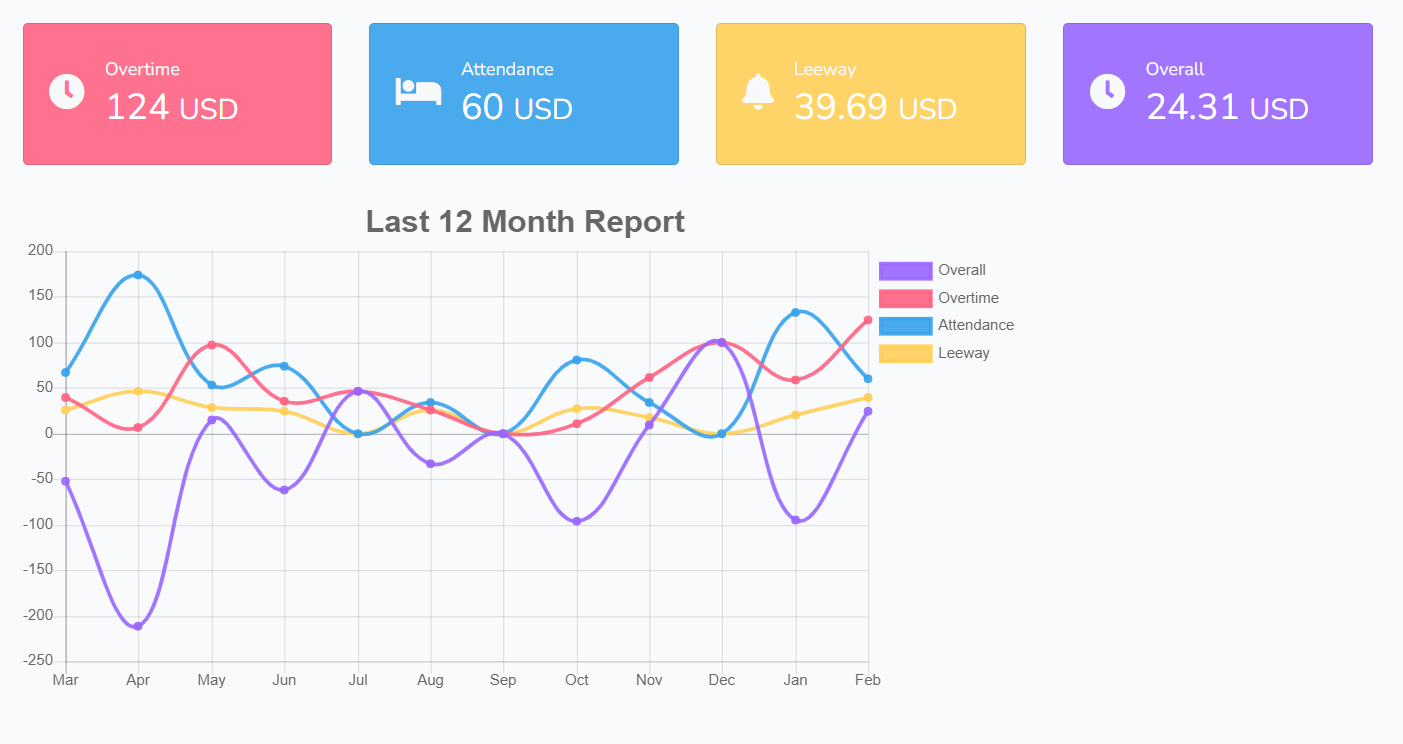 Overtime
124 USD
Attendance
60 USD
Leeway
39.69 USD
Overall
24.31 USD
Last 12 Month Report
200
150
100
50
0
-50
-100
-150
-200
-250
Mar Apr May Jun Jul Aug Sep Oct Nov Dec Jan Feb
Overall
Overtime
Attendance
Leeway